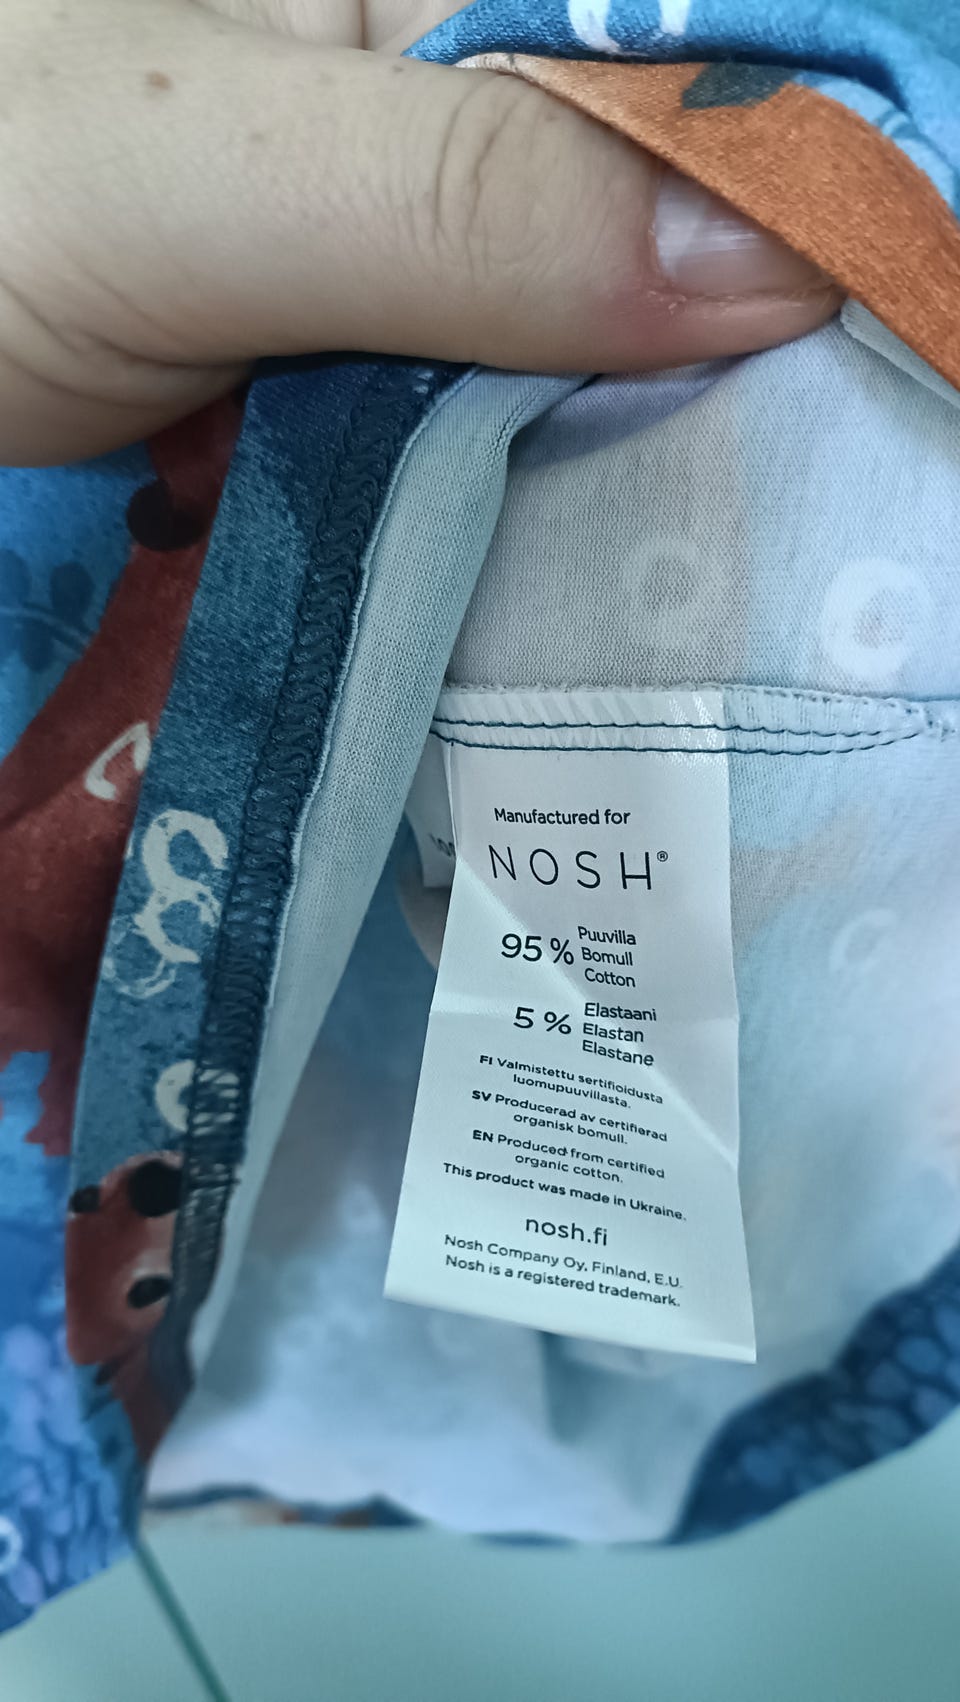 Manufactured for
NOSH®
95 % Puuvilla
Bomull
Cotton
5 % Elastaani
Elastan
Elastane
FI Valmistettu sertifioidusta
luomupuuvillasta.
SV Producerad av certifierad
organisk bomull.
EN Produced from certified
organic cotton.
This product was made in Ukraine.
nosh.fi
Nosh Company Oy, Finland, E.U.
Nosh is a registered trademark.